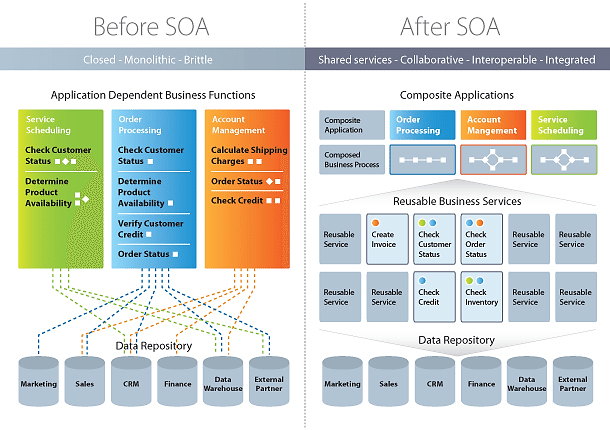 Before SOA
After SOA
Closed - Monolithic - Brittle
Shared services - Collaborative - Interoperable - Integrated
Application Dependent Business Functions
Service
Scheduling
Check Customer
Status
Determine
Product
Availability
Order
Processing
Check Customer
Status
Determine
Product
Availability
Verify Customer
Credit
Order Status
Account
Management
Calculate Shipping
Charges
Order Status
Check Credit
Data Repository
Marketing
Sales
CRM
Finance
Data
Warehouse
External
Partner
Composite Applications
Composite
Application
Order
Processing
Account
Mangement
Service
Scheduling
Composed
Business Process
Reusable Business Services
Reusable
Service
Create
Invoice
Check
Customer
Status
Check
Order
Status
Reusable
Service
Reusable
Service
Reusable
Service
Reusable
Service
Check
Credit
Check
Inventory
Reusable
Service
Reusable
Service
Data Repository
Marketing
Sales
CRM
Finance
Data
Warehouse
External
Partner